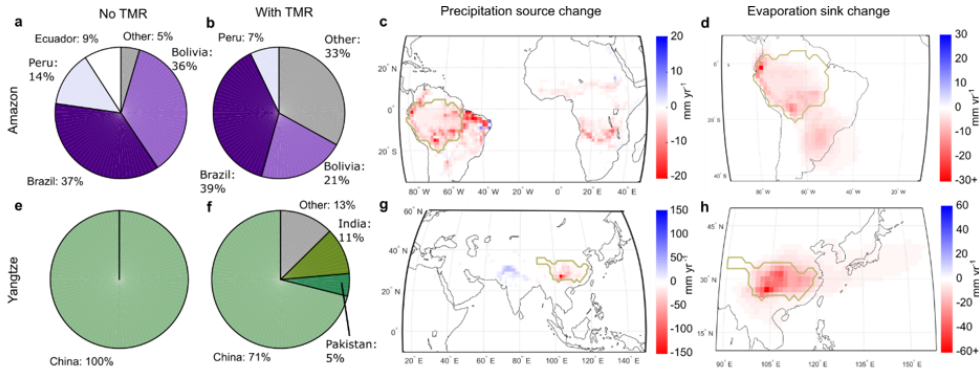 No TMR
With TMR
Precipitation source change
Evaporation sink change
a
b
c
d
Amazon
Ecuador: 9%
Other: 5%
Peru:
14%
Bolivia:
36%
Brazil: 37%
Peru: 7%
Other:
33%
Bolivia:
21%
Brazil:
39%
20° N
0°
20° S
80° W
60° W
40° W
20° W
0°
20° E
40° E
20
10
0
-10
-20
mm yr⁻¹
0°
20° S
40° S
80° W
60° W
40° W
20° W
30
20
10
0
-10
-20
-30+
mm yr⁻¹
e
f
g
h
Yangtze
China: 100%
Other: 13%
India:
11%
Pakistan:
5%
China: 71%
60° N
40° N
20° N
0°
20° E
40° E
60° E
80° E
100° E
120° E
140° E
150
100
50
0
-50
-100
-150
mm yr⁻¹
45° N
30° N
15° N
90° E
105° E
120° E
135° E
150° E
60
40
20
0
-20
-40
-60+
mm yr⁻¹